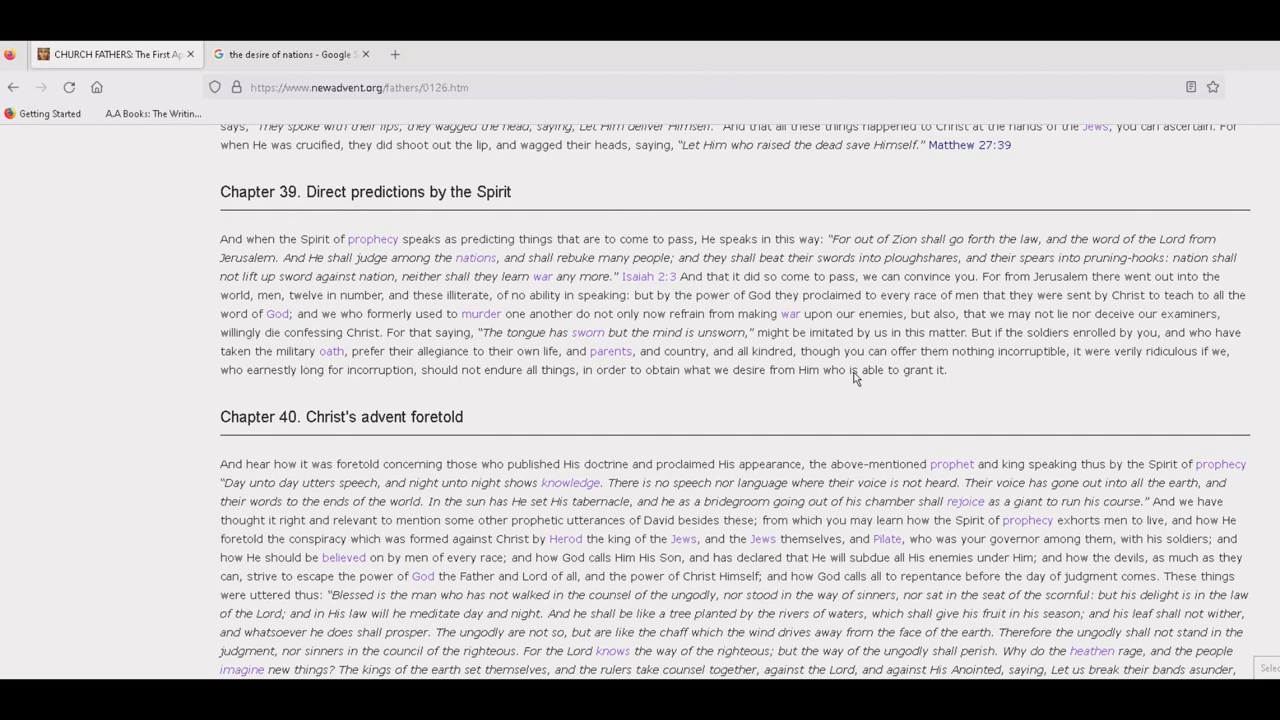 CHURCH FATHERS: The First Ap
the desire of nations - Google S
https://www.newadvent.org/fathers/0126.htm
Getting Started
A.A Books: The Writin...
says, "They spoke with their lips, they wagged the head, saying, Let Him deliver Himself." And that all these things happened to Christ at the hands of the Jews, you can ascertain. For
when He was crucified, they did shoot out the lip, and wagged their heads, saying, "Let Him who raised the dead save Himself." Matthew 27:39
Chapter 39. Direct predictions by the Spirit
And when the Spirit of prophecy speaks as predicting things that are to come to pass, He speaks in this way: "For out of Zion shall go forth the law, and the word of the Lord from
Jerusalem. And He shall judge among the nations, and shall rebuke many people; and they shall beat their swords into ploughshares, and their spears into pruning-hooks: nation shall
not lift up sword against nation, neither shall they learn war any more." Isaiah 2:3 And that it did so come to pass, we can convince you. For from Jerusalem there went out into the
world, men, twelve in number, and these illiterate, of no ability in speaking: but by the power of God they proclaimed to every race of men that they were sent by Christ to teach to all the
word of God; and we who formerly used to murder one another do not only now refrain from making war upon our enemies, but also, that we may not lie nor deceive our examiners,
willingly die confessing Christ. For that saying, "The tongue has sworn but the mind is unsworn," might be imitated by us in this matter. But if the soldiers enrolled by you, and who have
taken the military oath, prefer their allegiance to their own life, and parents, and country, and all kindred, though you can offer them nothing incorruptible, it were verily ridiculous if we,
who earnestly long for incorruption, should not endure all things, in order to obtain what we desire from Him who is able to grant it.
Chapter 40. Christ's advent foretold
And hear how it was foretold concerning those who published His doctrine and proclaimed His appearance, the above-mentioned prophet and king speaking thus by the Spirit of prophecy
"Day unto day utters speech, and night unto night shows knowledge. There is no speech nor language where their voice is not heard. Their voice has gone out into all the earth, and
their words to the ends of the world. In the sun has He set His tabernacle, and he as a bridegroom going out of his chamber shall rejoice as a giant to run his course." And we have
thought it right and relevant to mention some other prophetic utterances of David besides these; from which you may learn how the Spirit of prophecy exhorts men to live, and how He
foretold the conspiracy which was formed against Christ by Herod the king of the Jews, and the Jews themselves, and Pilate, who was your governor among them, with his soldiers; and
how He should be believed on by men of every race; and how God calls Him His Son, and has declared that He will subdue all His enemies under Him; and how the devils, as much as they
can, strive to escape the power of God the Father and Lord of all, and the power of Christ Himself; and how God calls all to repentance before the day of judgment comes. These things
were uttered thus: "Blessed is the man who has not walked in the counsel of the ungodly, nor stood in the way of sinners, nor sat in the seat of the scornful: but his delight is in the law
of the Lord; and in His law will he meditate day and night. And he shall be like a tree planted by the rivers of waters, which shall give his fruit in his season; and his leaf shall not wither,
and whatsoever he does shall prosper. The ungodly are not so, but are like the chaff which the wind drives away from the face of the earth. Therefore the ungodly shall not stand in the
judgment, nor sinners in the council of the righteous. For the Lord knows the way of the righteous; but the way of the ungodly shall perish. Why do the heathen rage, and the people
imagine new things? The kings of the earth set themselves, and the rulers take counsel together, against the Lord, and against His Anointed, saying, Let us break their bands asunder,
Selec